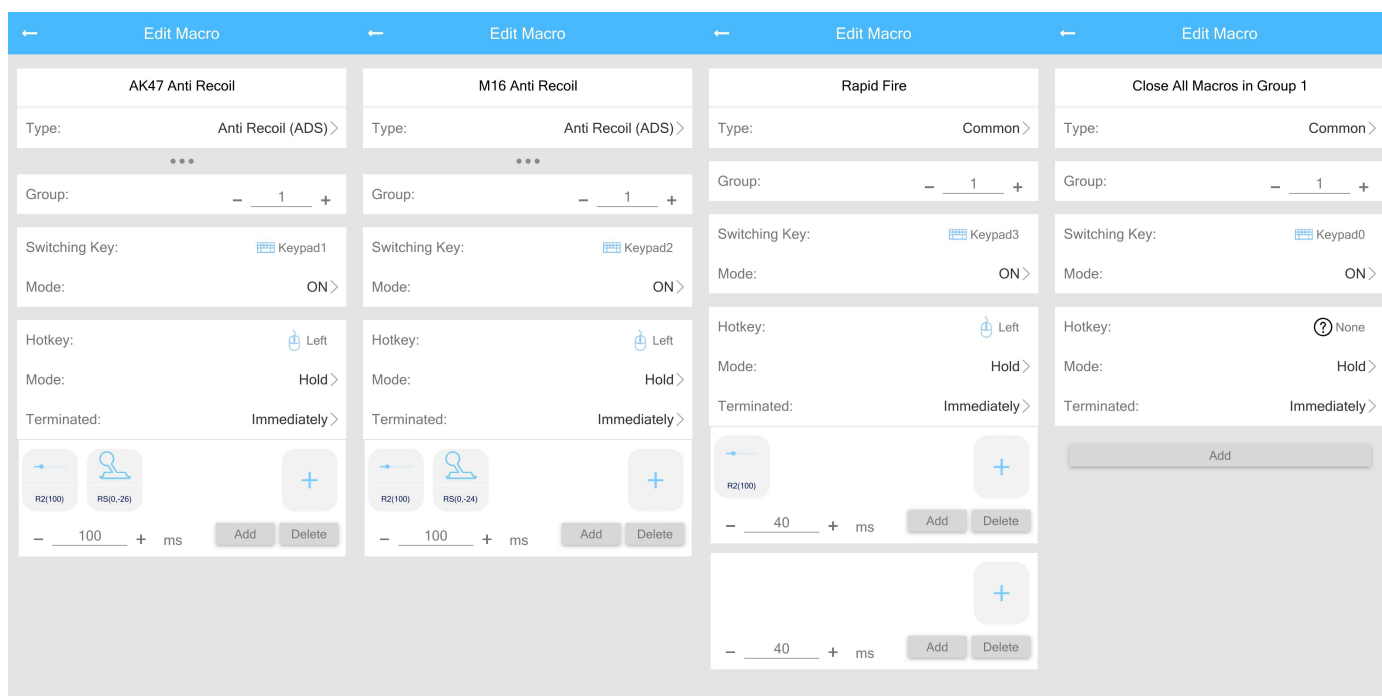 Edit Macro
AK47 Anti Recoil
Type: Anti Recoil (ADS)
Group: - 1 +
Switching Key: Keypad1
Mode: ON
Hotkey: Left
Mode: Hold
Terminated: Immediately
R2(100) RS(0,-26)
+
- 100 + ms Add Delete
Edit Macro
M16 Anti Recoil
Type: Anti Recoil (ADS)
Group: - 1 +
Switching Key: Keypad2
Mode: ON
Hotkey: Left
Mode: Hold
Terminated: Immediately
R2(100) RS(0,-24)
+
- 100 + ms Add Delete
Edit Macro
Rapid Fire
Type: Common
Group: - 1 +
Switching Key: Keypad3
Mode: ON
Hotkey: Left
Mode: Hold
Terminated: Immediately
R2(100)
+
- 40 + ms Add Delete
+
- 40 + ms Add Delete
Edit Macro
Close All Macros in Group 1
Type: Common
Group: - 1 +
Switching Key: Keypad0
Mode: ON
Hotkey: ? None
Mode: Hold
Terminated: Immediately
Add